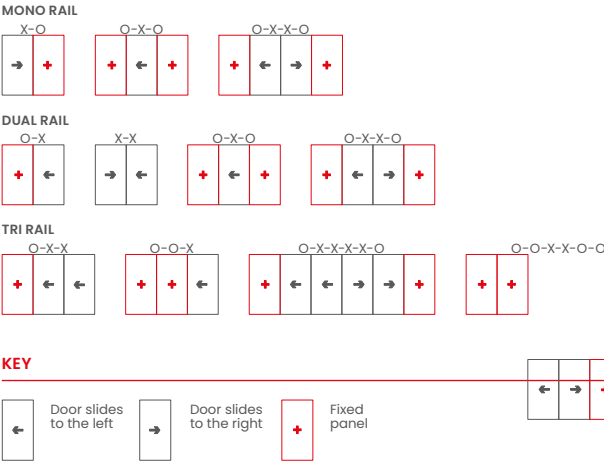 MONO RAIL
X-O O-X-O O-X-X-O
DUAL RAIL
O-X X-X O-X-O O-X-X-O
TRI RAIL
O-X-X O-O-X O-X-X-X-X-O O-O-X-X-O-O
KEY
Door slides to the left
Door slides to the right
Fixed panel